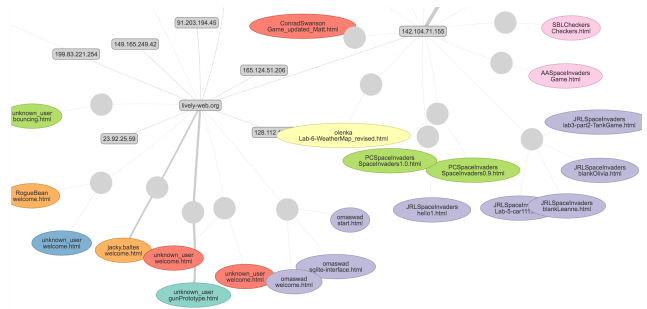 91.203.194.45
ConradSwanson
Game_updated_Matt.html
142.104.71.155
SBLCheckers
Checkers.html
149.165.249.42
199.83.221.254
165.124.51.206
AASpaceInvaders
Game.html
lively-web.org
unknown_user
bouncing.html
23.92.25.59
128.112
olenka
Lab-6-WeatherMap_revised.html
JRLSpaceInvaders
lab3-part2-TankGame.html
PCSpaceInvaders
SpaceInvaders1.0.html
PCSpaceInvaders
SpaceInvaders0.9.html
JRLSpaceInvaders
blankOlivia.html
RogueBean
welcome.html
JRLSpaceInvaders
hello1.html
JRLSpaceInv
Lab-5-car111
JRLSpaceInvaders
blankLeanne.html
omaswad
start.html
unknown_user
welcome.html
jacky.baltes
welcome.html
unknown_user
welcome.html
unknown_user
welcome.html
omaswad
sqlite-interface.html
omaswad
welcome.html
unknown_user
gunPrototype.html